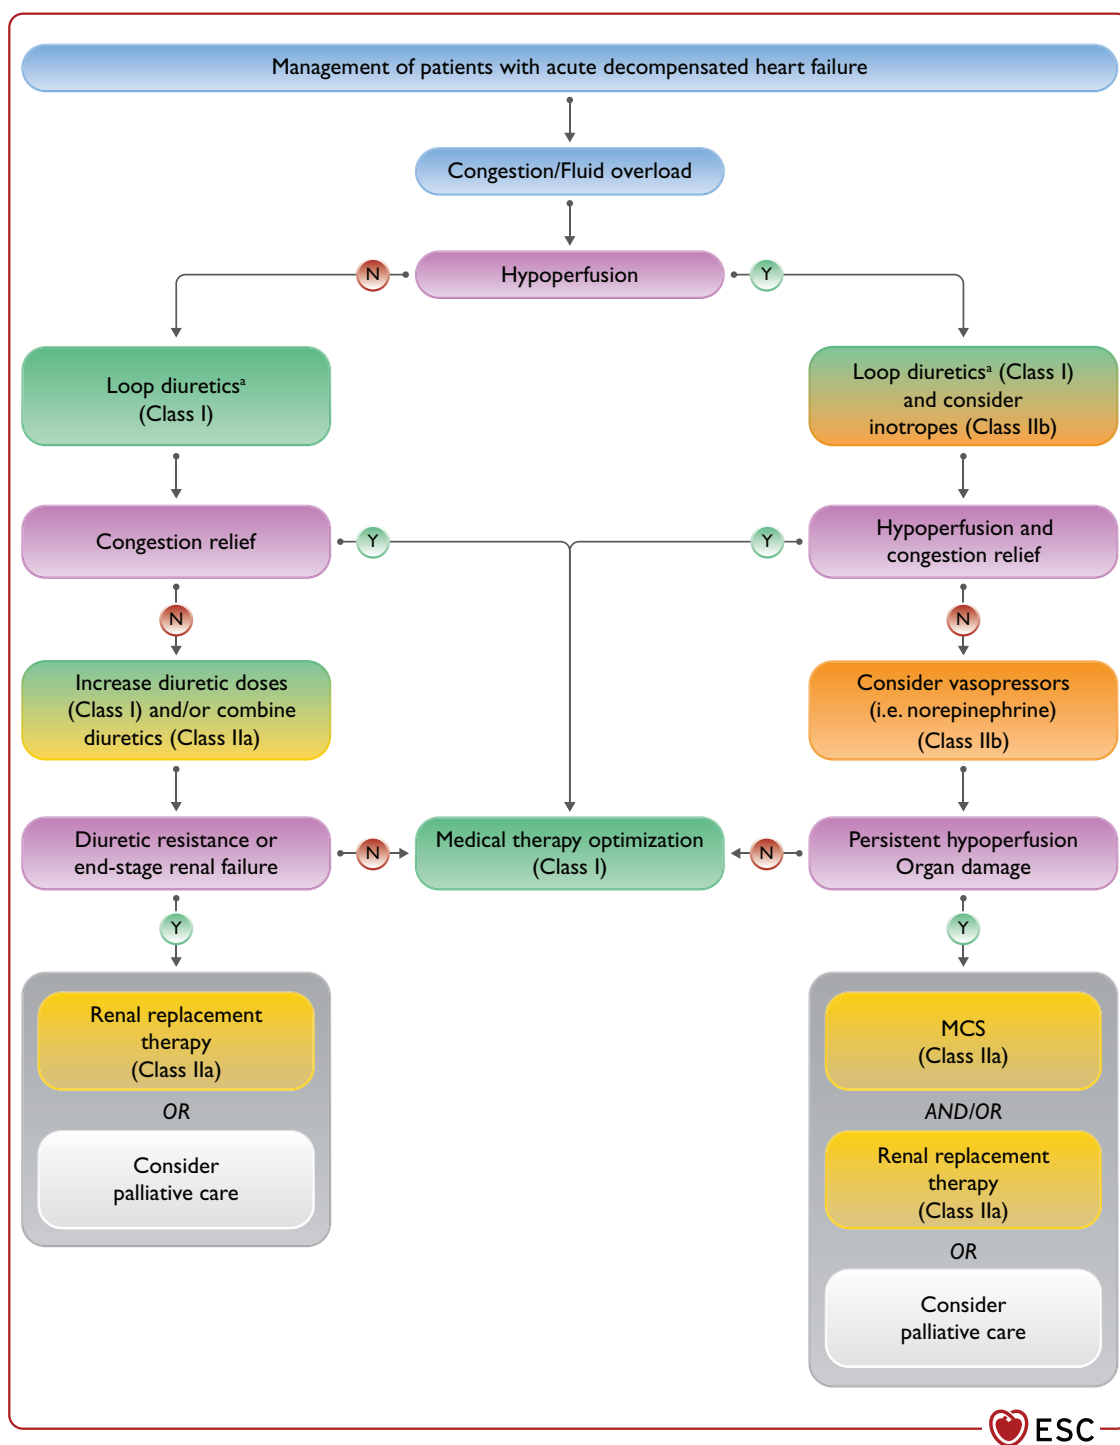 Management of patients with acute decompensated heart failure
Congestion/Fluid overload
N
Hypoperfusion
Y
Loop diureticsᵃ
(Class I)
Loop diureticsᵃ (Class I)
and consider
inotropes (Class IIb)
Congestion relief
Y
Y
Hypoperfusion and
congestion relief
N
N
Increase diuretic doses
(Class I) and/or combine
diuretics (Class IIa)
Consider vasopressors
(i.e. norepinephrine)
(Class IIb)
Diuretic resistance or
end-stage renal failure
N
Medical therapy optimization
(Class I)
N
Persistent hypoperfusion
Organ damage
Y
Y
Renal replacement
therapy
(Class IIa)
OR
Consider
palliative care
MCS
(Class IIa)
AND/OR
Renal replacement
therapy
(Class IIa)
OR
Consider
palliative care
ESC